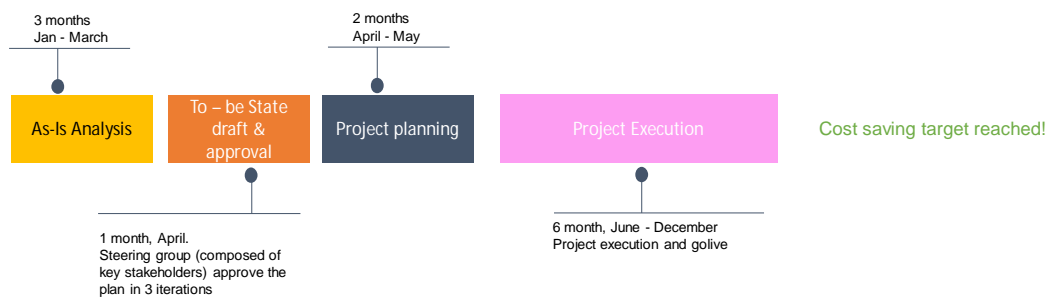 3 months
Jan - March
2 months
April - May
As-Is Analysis
To – be State
draft &
approval
Project planning
Project Execution
Cost saving target reached!
1 month, April.
Steering group (composed of
key stakeholders) approve the
plan in 3 iterations
6 month, June - December
Project execution and golive